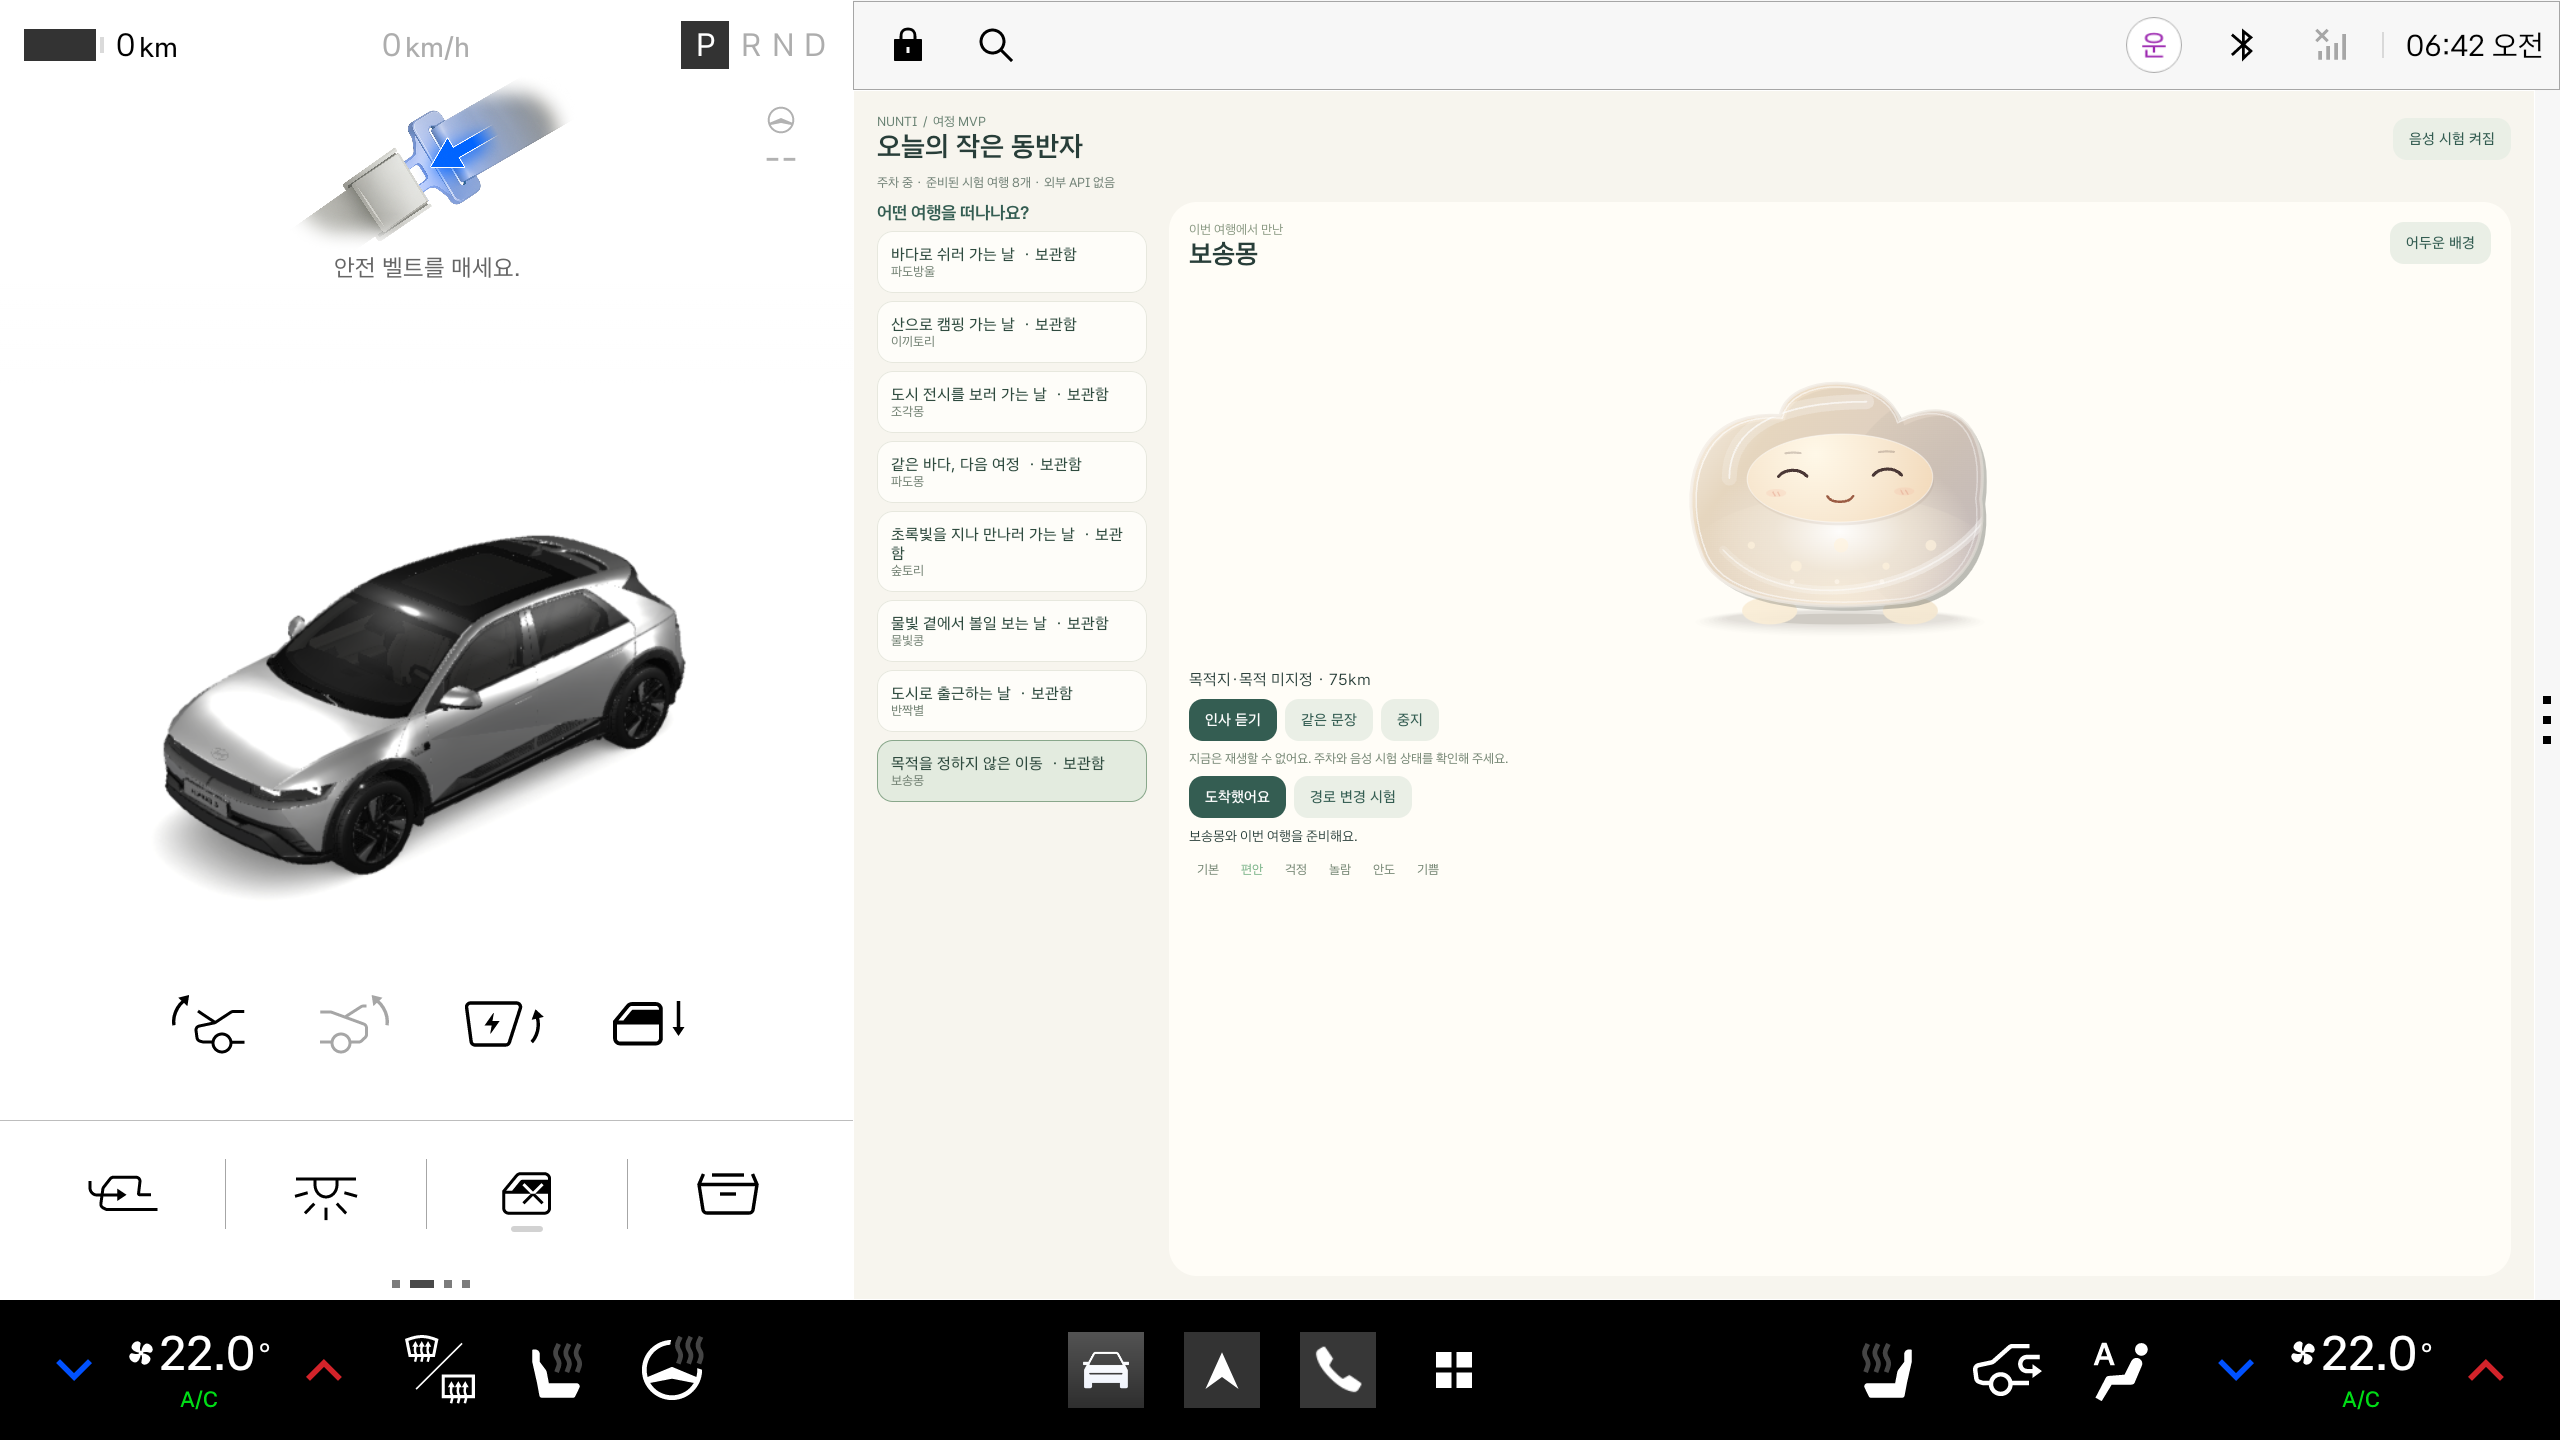 0 km
0 km/h
P R N D
안전 벨트를 매세요.
운
06:42 오전
NUNTI / 여정 MVP
오늘의 작은 동반자
주차 중 · 준비된 시험 여행 8개 · 외부 API 없음
음성 시험 켜짐
어떤 여행을 떠나나요?
바다로 쉬러 가는 날 · 보관함
파도방울
산으로 캠핑 가는 날 · 보관함
이끼토리
도시 전시를 보러 가는 날 · 보관함
조각몽
같은 바다, 다음 여정 · 보관함
파도몽
초록빛을 지나 만나러 가는 날 · 보관
함
숲토리
물빛 곁에서 볼일 보는 날 · 보관함
물빛콩
도시로 출근하는 날 · 보관함
반짝별
목적을 정하지 않은 이동 · 보관함
보송몽
이번 여행에서 만난
보송몽
어두운 배경
목적지·목적 미지정 · 75km
인사 듣기
같은 문장
중지
지금은 재생할 수 없어요. 주차와 음성 시험 상태를 확인해 주세요.
도착했어요
경로 변경 시험
보송몽와 이번 여행을 준비해요.
기본 편안 걱정 놀람 안도 기쁨
22.0°
A/C
A
22.0°
A/C